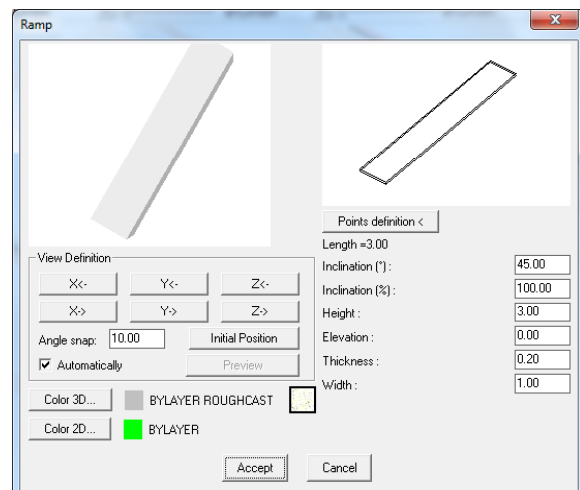 Ramp
Points definition <
Length =3.00
View Definition
X<- Y<- Z<-
X-> Y-> Z->
Angle snap: 10.00 Initial Position
Automatically Preview
Inclination (°) : 45.00
Inclination (%) : 100.00
Height : 3.00
Elevation : 0.00
Thickness : 0.20
Width : 1.00
Color 3D... BYLAYER ROUGHCAST
Color 2D... BYLAYER
Accept Cancel